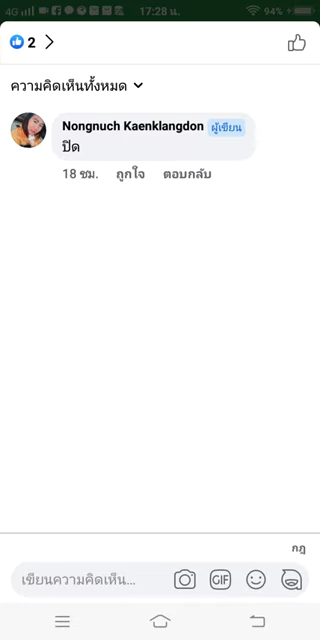 4G 17:28 น. 94%
2
ความคิดเห็นทั้งหมด
Nongnuch Kaenklangdon ผู้เขียน
ปิด
18 ชม. ถูกใจ ตอบกลับ
กฎ
เขียนความคิดเห็น... GIF